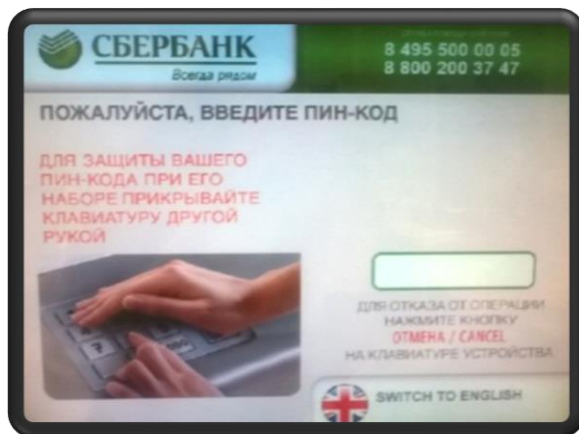 СБЕРБАНК
Всегда рядом
8 495 500 00 05
8 800 200 37 47
ПОЖАЛУЙСТА, ВВЕДИТЕ ПИН-КОД
ДЛЯ ЗАЩИТЫ ВАШЕГО
ПИН-КОДА ПРИ ЕГО
НАБОРЕ ПРИКРЫВАЙТЕ
КЛАВИАТУРУ ДРУГОЙ
РУКОЙ
ДЛЯ ОТКАЗА ОТ ОПЕРАЦИИ
НАЖМИТЕ КНОПКУ
ОТМЕНА / CANCEL
НА КЛАВИАТУРЕ УСТРОЙСТВА
SWITCH TO ENGLISH